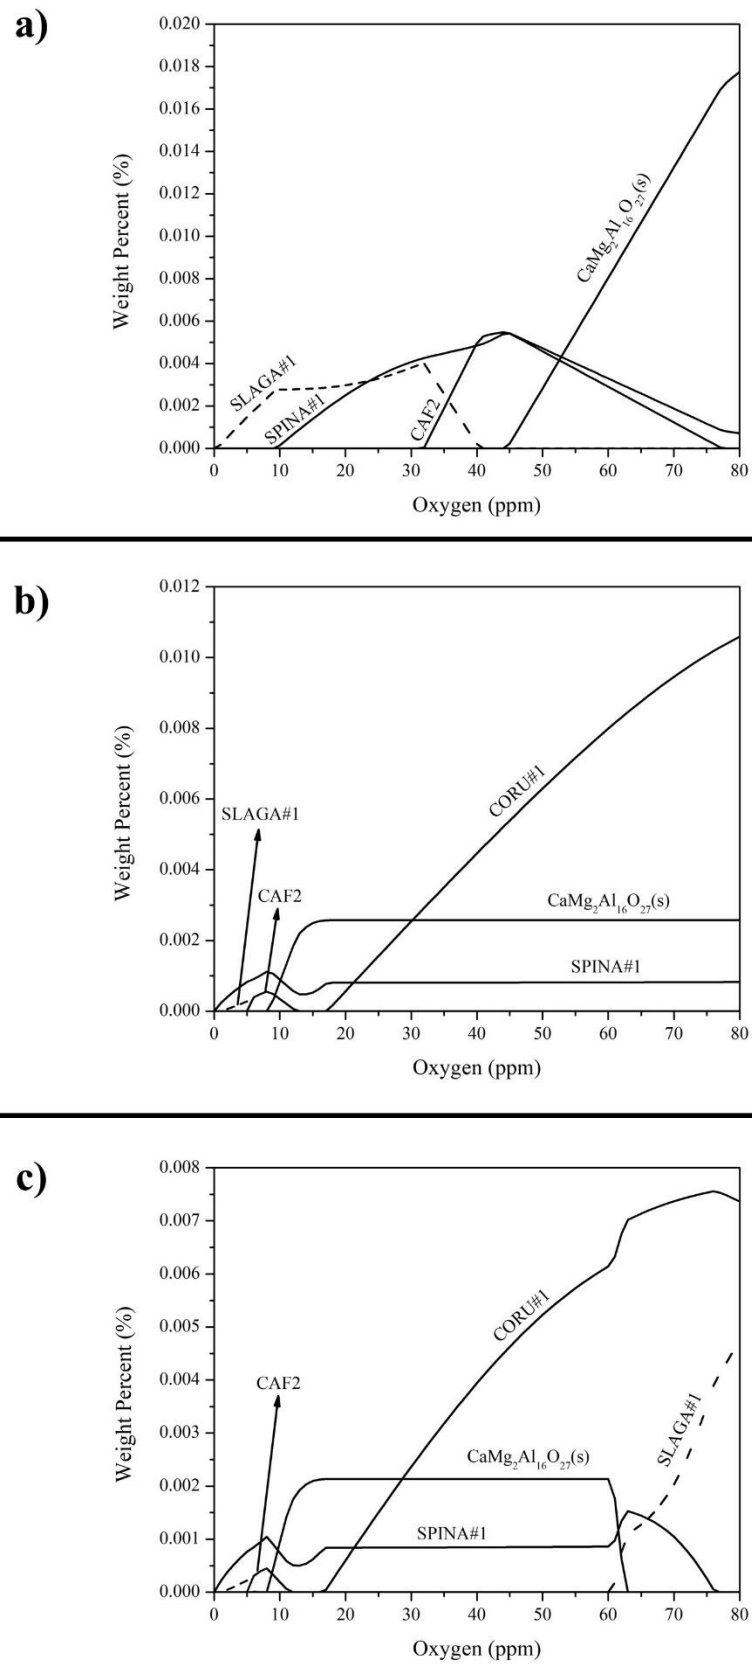 a)
0.020
0.018
0.016
0.014
0.012
0.010
0.008
0.006
0.004
0.002
0.000
Weight Percent (%)
SLAGA#1
SPINA#1
CAF2
CaMg₂Al₁₆O₂₇(s)
0 10 20 30 40 50 60 70 80
Oxygen (ppm)
b)
0.012
0.010
0.008
0.006
0.004
0.002
0.000
Weight Percent (%)
SLAGA#1
CAF2
CORU#1
CaMg₂Al₁₆O₂₇(s)
SPINA#1
0 10 20 30 40 50 60 70 80
Oxygen (ppm)
c)
0.008
0.007
0.006
0.005
0.004
0.003
0.002
0.001
0.000
Weight Percent (%)
CAF2
CORU#1
SLAGA#1
CaMg₂Al₁₆O₂₇(s)
SPINA#1
0 10 20 30 40 50 60 70 80
Oxygen (ppm)